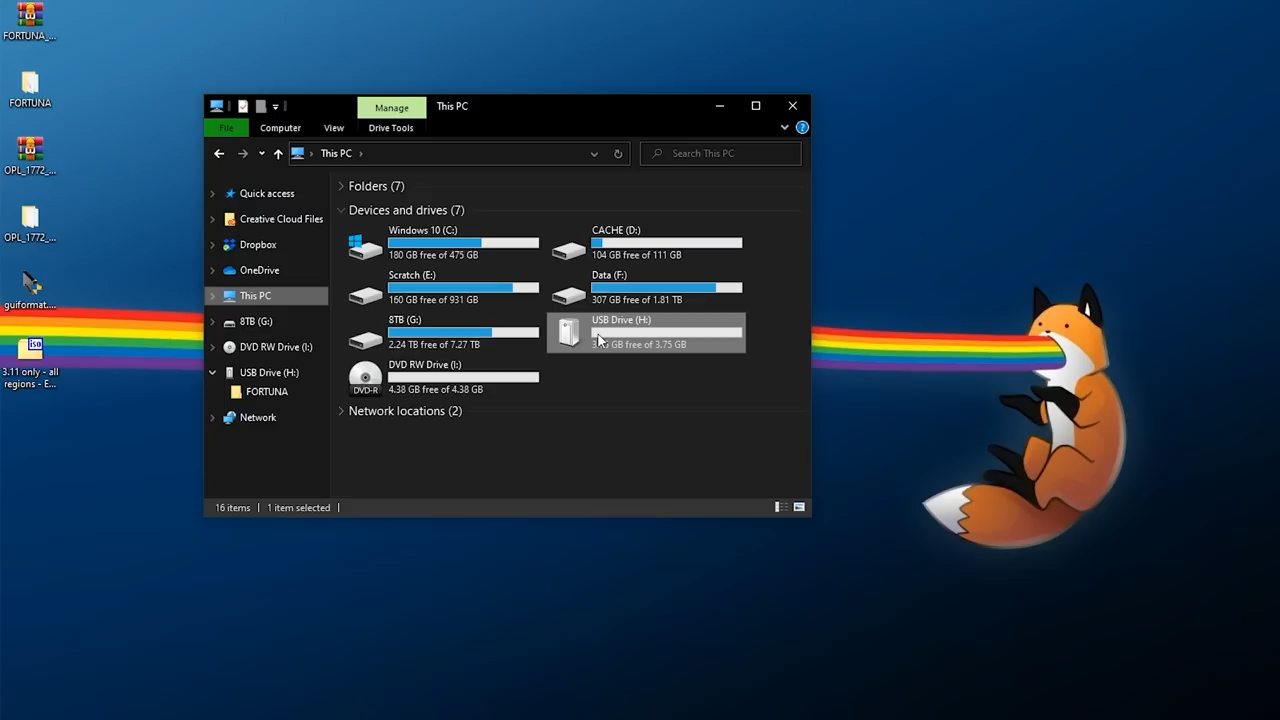 FORTUNA_...
FORTUNA
OPL_1772_...
OPL_1772_...
guiformat....
ISO
3.11 only - all
regions - E...
Manage
This PC
File
Computer
View
Drive Tools
This PC
Search This PC
Quick access
Creative Cloud Files
Dropbox
OneDrive
This PC
8TB (G:)
DVD RW Drive (I:)
USB Drive (H:)
FORTUNA
Network
Folders (7)
Devices and drives (7)
Windows 10 (C:)
180 GB free of 475 GB
CACHE (D:)
104 GB free of 111 GB
Scratch (E:)
160 GB free of 931 GB
Data (F:)
307 GB free of 1.81 TB
8TB (G:)
2.24 TB free of 7.27 TB
USB Drive (H:)
GB free of 3.75 GB
DVD RW Drive (I:)
DVD-R
4.38 GB free of 4.38 GB
Network locations (2)
16 items
1 item selected